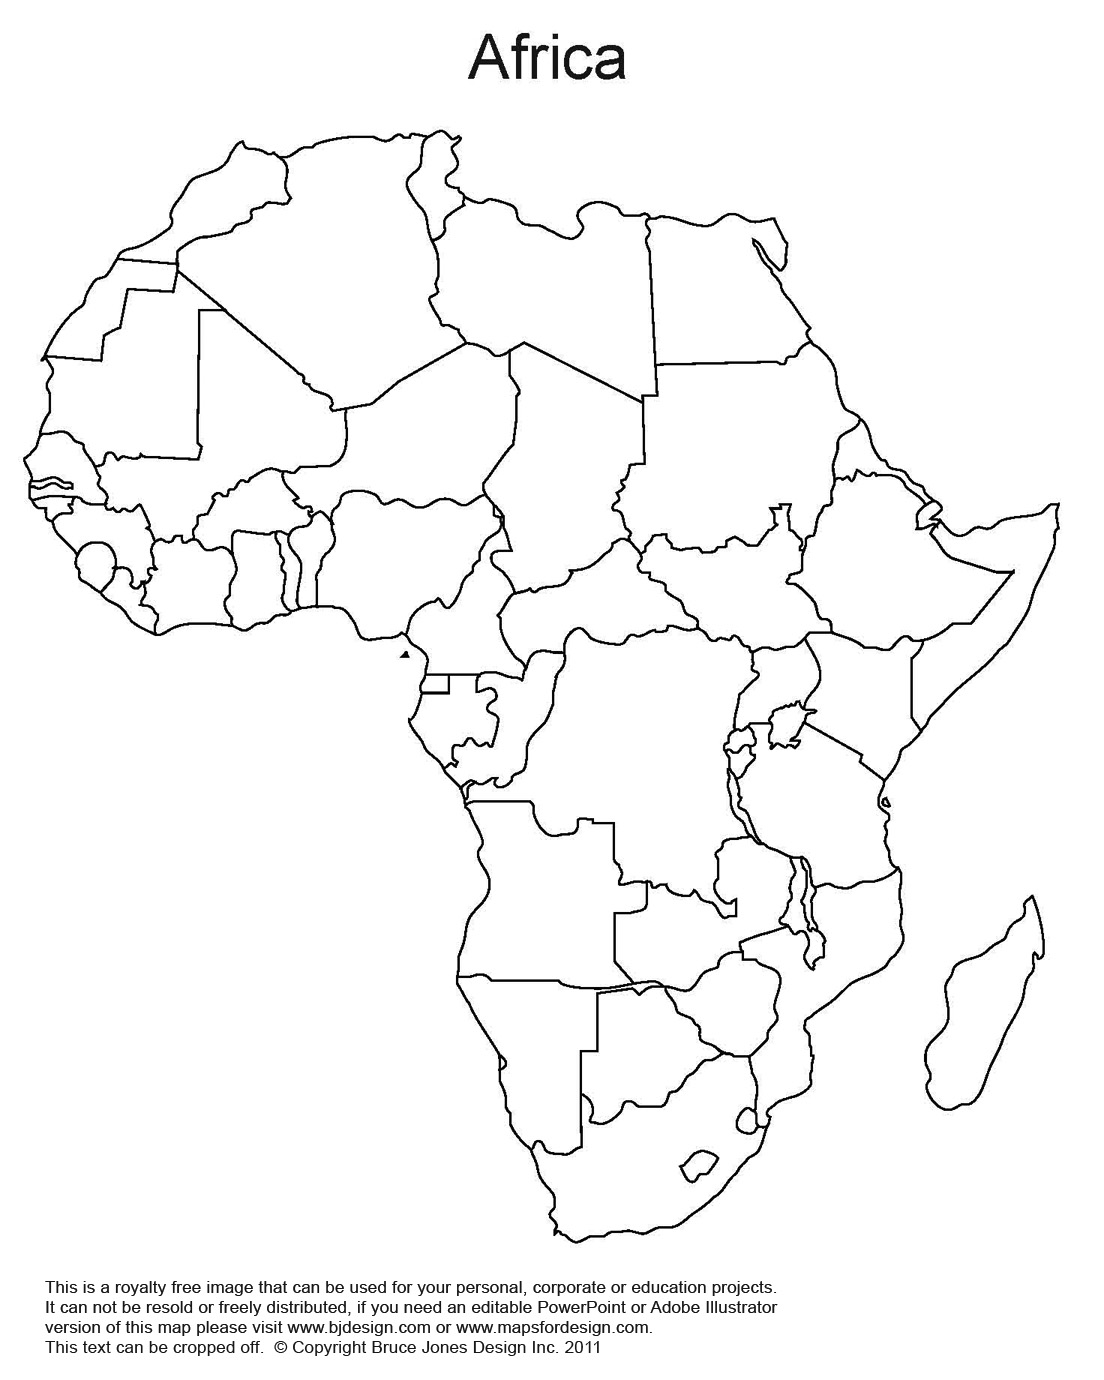 Africa
This is a royalty free image that can be used for your personal, corporate or education projects.
It can not be resold or freely distributed, if you need an editable PowerPoint or Adobe Illustrator
version of this map please visit www.bjdesign.com or www.mapsfordesign.com.
This text can be cropped off.  © Copyright Bruce Jones Design Inc. 2011